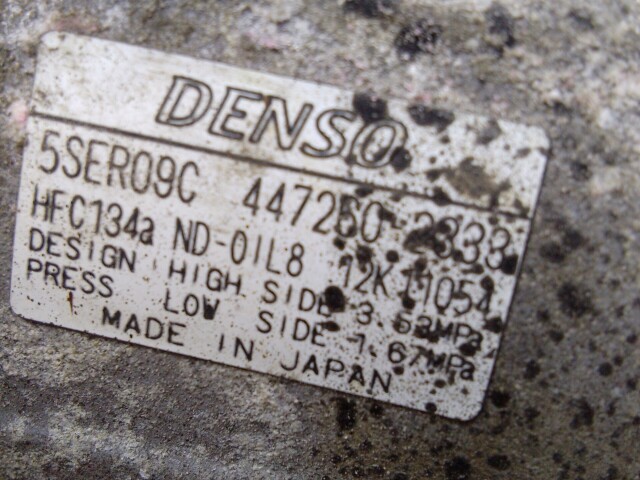 DENSO
5SER09C 447260-2333
HFC134a ND-OIL8 12K11054
DESIGN HIGH SIDE 3.53MPa
PRESS LOW SIDE 1.67MPa
MADE IN JAPAN